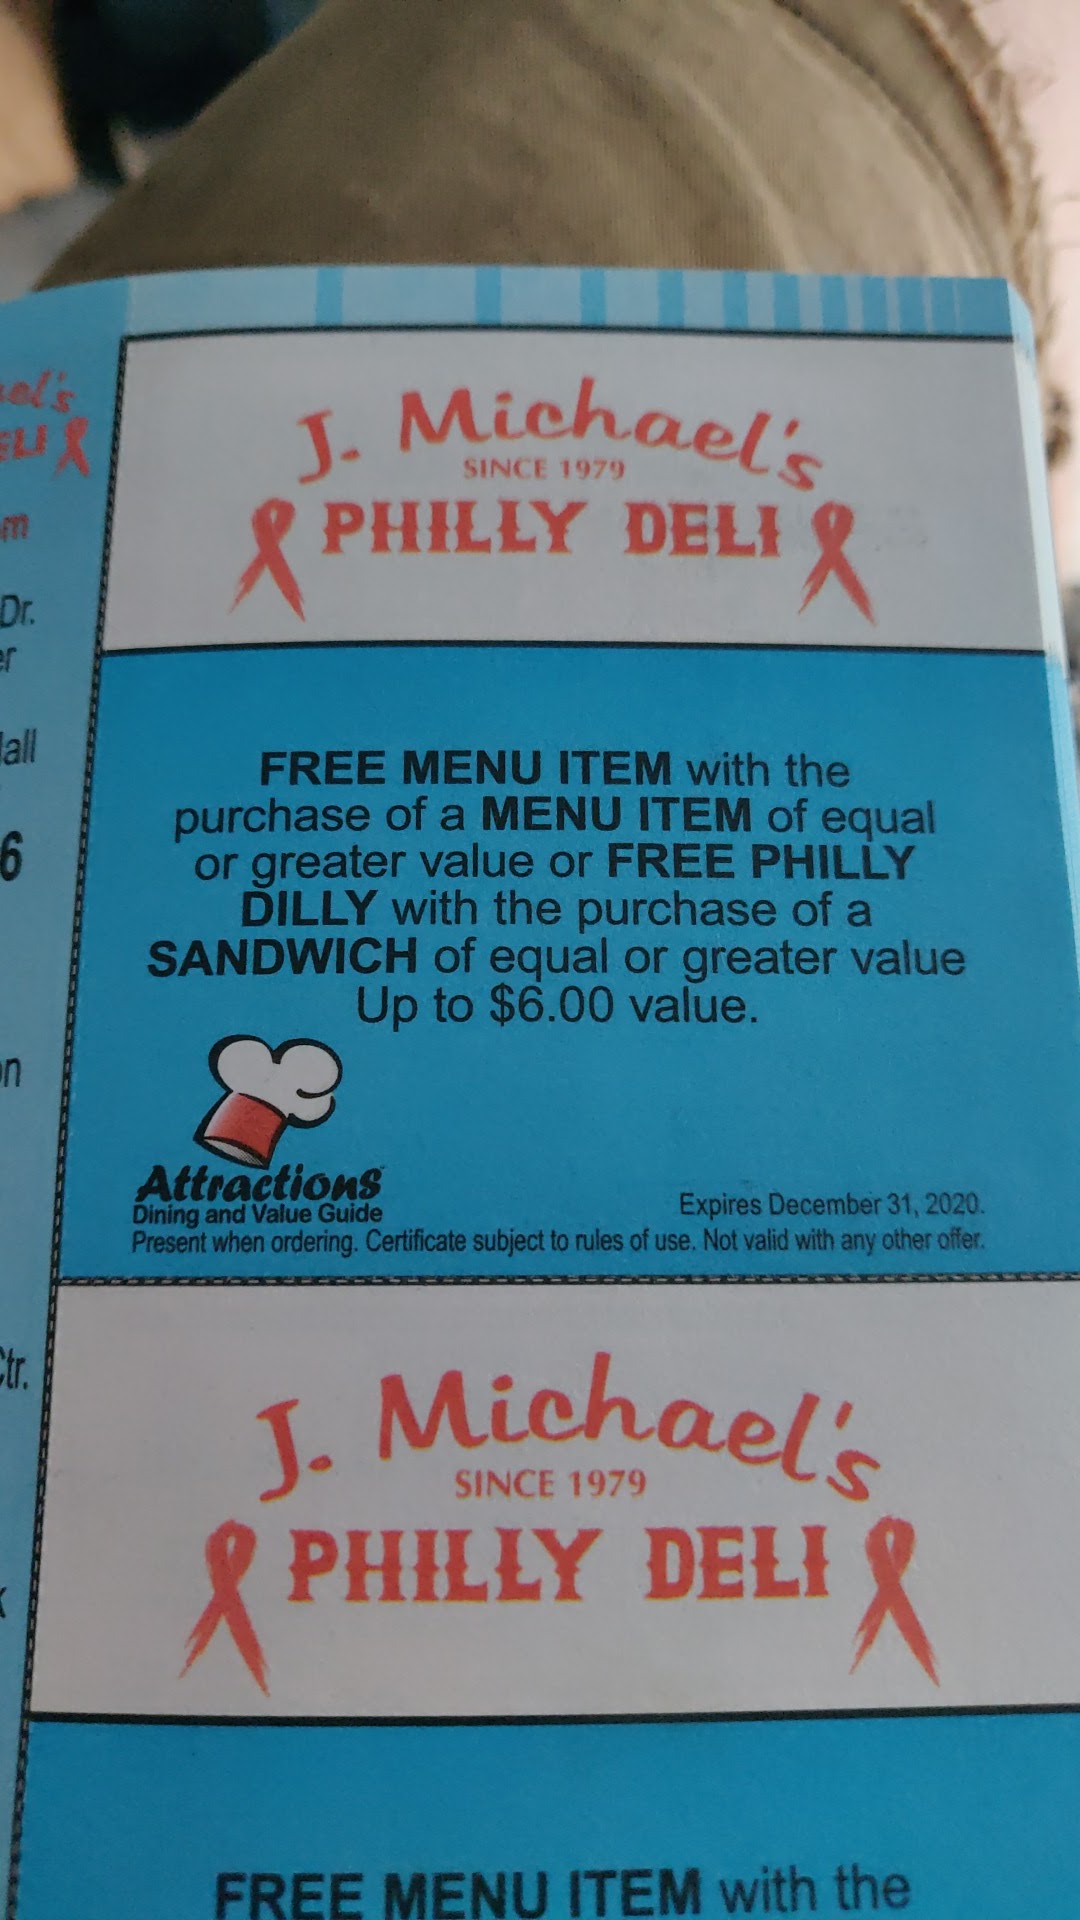 J. Michael's
SINCE 1979
PHILLY DELI
FREE MENU ITEM with the
purchase of a MENU ITEM of equal
or greater value or FREE PHILLY
DILLY with the purchase of a
SANDWICH of equal or greater value
Up to $6.00 value.
Attractions
Dining and Value Guide
Expires December 31, 2020.
Present when ordering. Certificate subject to rules of use. Not valid with any other offer.
J. Michael's
SINCE 1979
PHILLY DELI
FREE MENU ITEM with the
Dr.
6
Ctr.